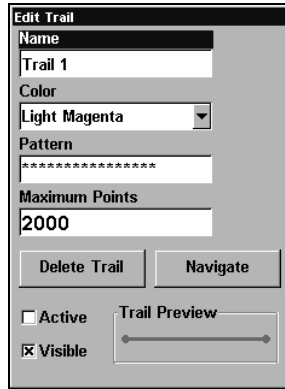 Edit Trail
Name
Trail 1
Color
Light Magenta
Pattern
****************
Maximum Points
2000
Delete Trail
Navigate
Active
Trail Preview
Visible